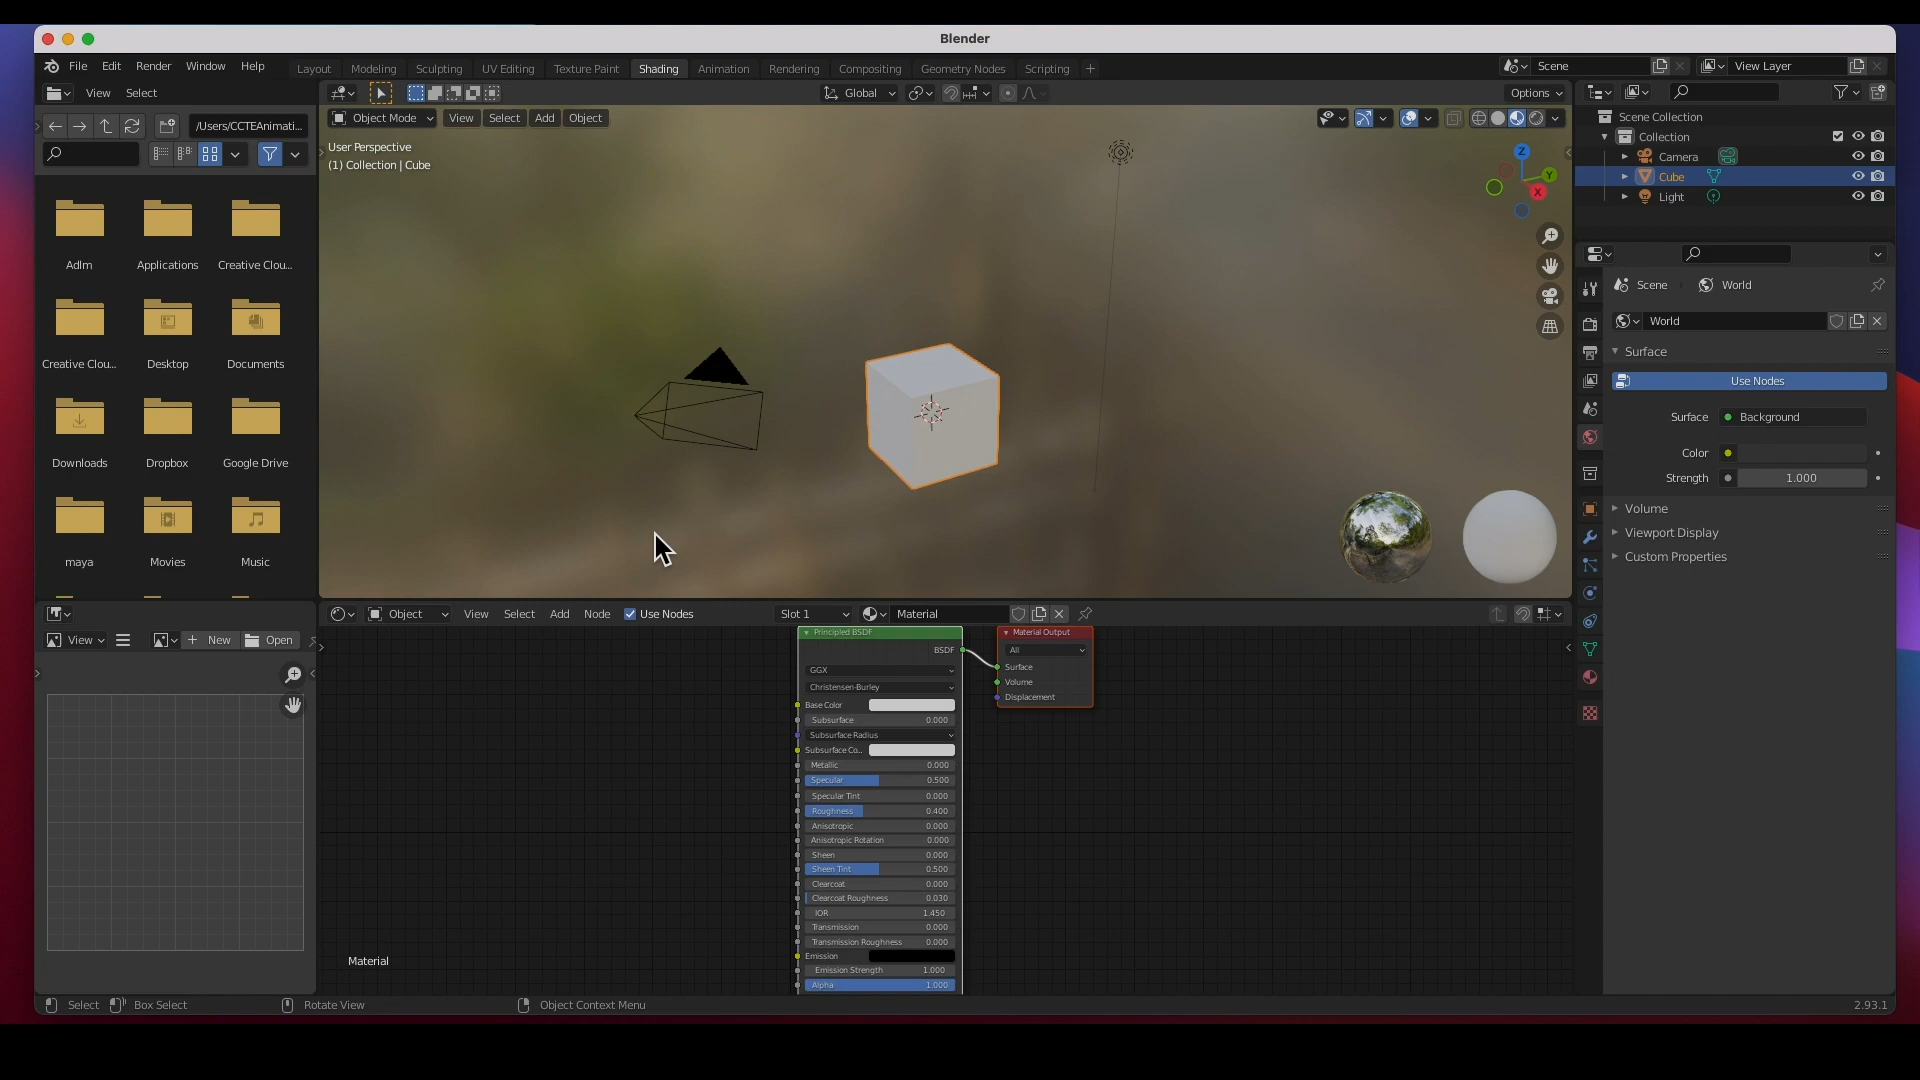 Blender
File Edit Render Window Help
Layout Modeling Sculpting UV Editing Texture Paint Shading Animation Rendering Compositing Geometry Nodes Scripting +
Scene
View Layer
View Select
/Users/CCTEAnimati...
Adlm Applications Creative Clou...
Creative Clou... Desktop Documents
Downloads Dropbox Google Drive
maya Movies Music
Global
Options
Object Mode View Select Add Object
User Perspective
(1) Collection | Cube
Z
Y
X
Scene Collection
Collection
Camera
Cube
Light
Scene World
World
Surface
Use Nodes
Surface Background
Color
Strength 1.000
Volume
Viewport Display
Custom Properties
View New Open
Object View Select Add Node Use Nodes Slot 1 Material
Principled BSDF
BSDF
GGX
Christensen-Burley
Base Color
Subsurface 0.000
Subsurface Radius
Subsurface Co...
Metallic 0.000
Specular 0.500
Specular Tint 0.000
Roughness 0.400
Anisotropic 0.000
Anisotropic Rotation 0.000
Sheen 0.000
Sheen Tint 0.500
Clearcoat 0.000
Clearcoat Roughness 0.030
IOR 1.450
Transmission 0.000
Transmission Roughness 0.000
Emission
Emission Strength 1.000
Alpha 1.000
Material Output
All
Surface
Volume
Displacement
Material
Select Box Select Rotate View Object Context Menu 2.93.1